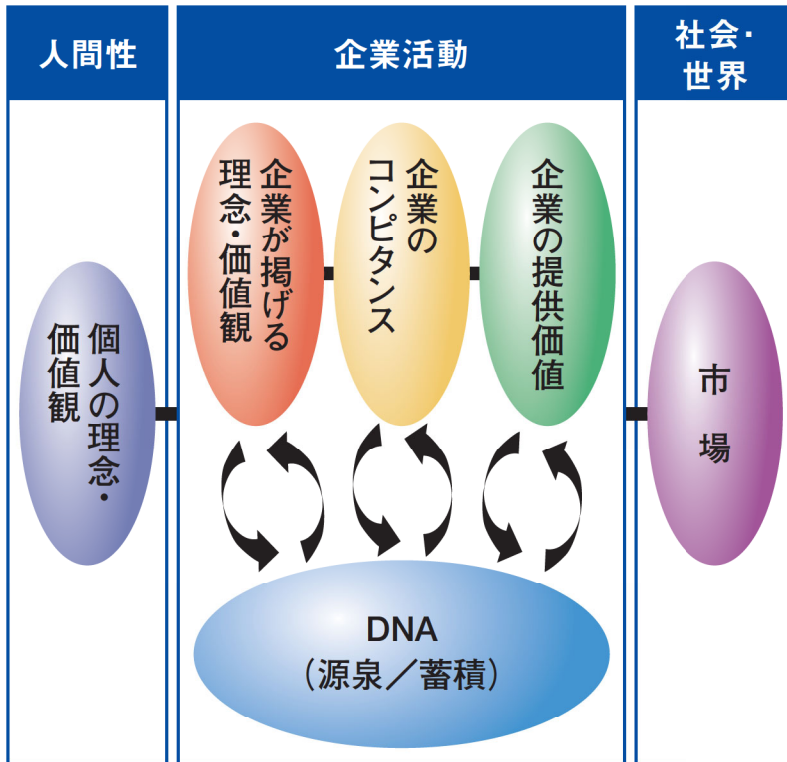 人間性
企業活動
社会・
世界
個人の理念・
価値観
企業が掲げる
理念・価値観
企業の
コンピタンス
企業の提供価値
市場
DNA
（源泉／蓄積）